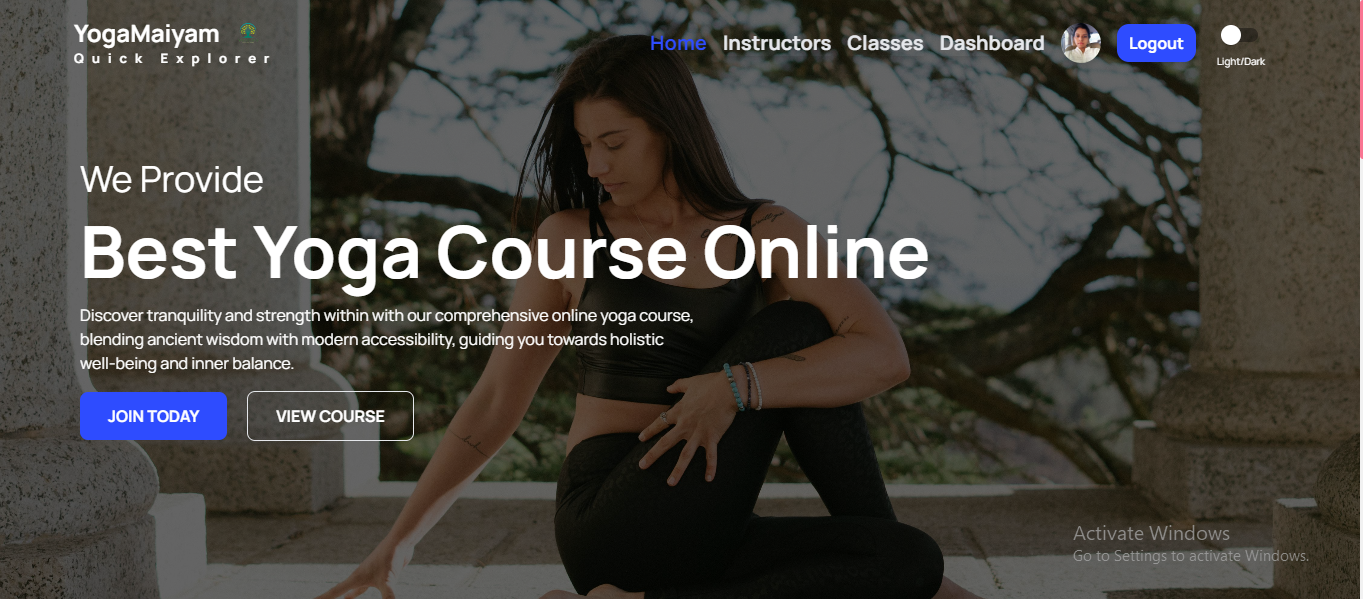 YogaMaiyam
Quick Explorer
Home Instructors Classes Dashboard Logout
Light/Dark
We Provide
Best Yoga Course Online
Discover tranquility and strength within with our comprehensive online yoga course,
blending ancient wisdom with modern accessibility, guiding you towards holistic
well-being and inner balance.
JOIN TODAY VIEW COURSE
Activate Windows
Go to Settings to activate Windows.